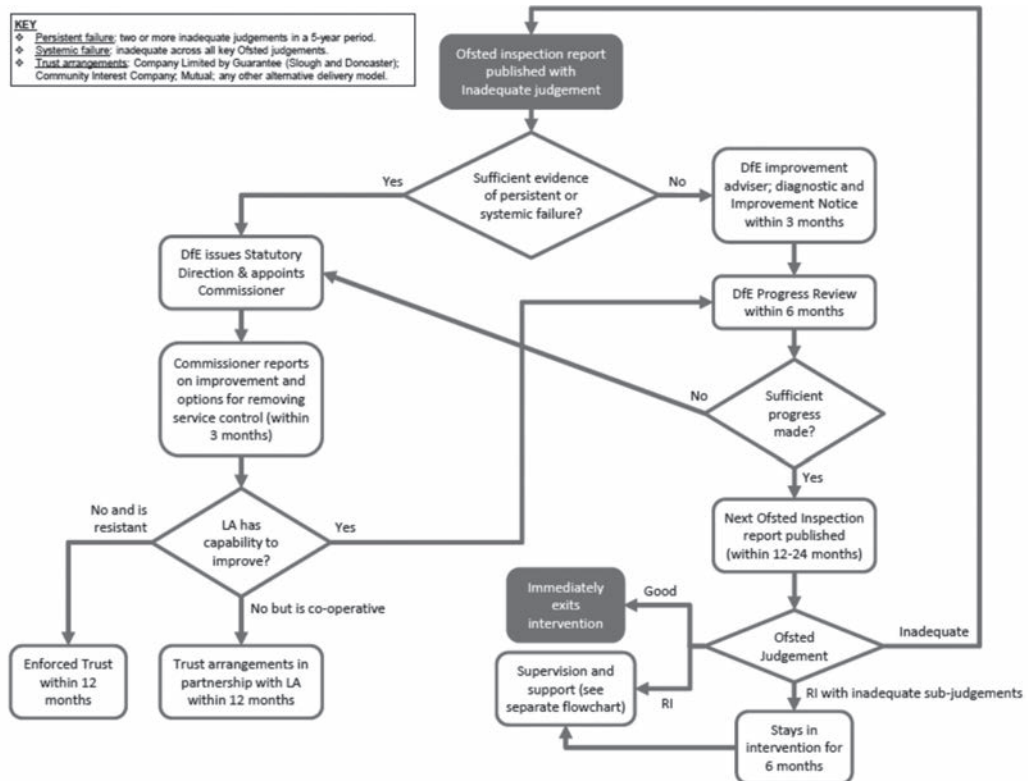 KEY
❖ Persistent failure: two or more inadequate judgements in a 5-year period.
❖ Systemic failure: inadequate across all key Ofsted judgements.
❖ Trust arrangements: Company Limited by Guarantee (Slough and Doncaster);
Community Interest Company; Mutual; any other alternative delivery model.
Ofsted inspection report
published with
Inadequate judgement
Sufficient evidence
of persistent or
systemic failure?
Yes
No
DfE improvement
adviser; diagnostic and
Improvement Notice
within 3 months
DfE issues Statutory
Direction & appoints
Commissioner
DfE Progress Review
within 6 months
Commissioner reports
on improvement and
options for removing
service control (within
3 months)
No
Sufficient
progress
made?
Yes
No and is
resistant
LA has
capability to
improve?
Yes
Next Ofsted Inspection
report published
(within 12-24 months)
No but is co-operative
Immediately
exits
intervention
Good
Ofsted
Judgement
Inadequate
Enforced Trust
within 12
months
Trust arrangements in
partnership with LA
within 12 months
Supervision and
support (see
separate flowchart)
RI
RI with inadequate sub-judgements
Stays in
intervention for
6 months